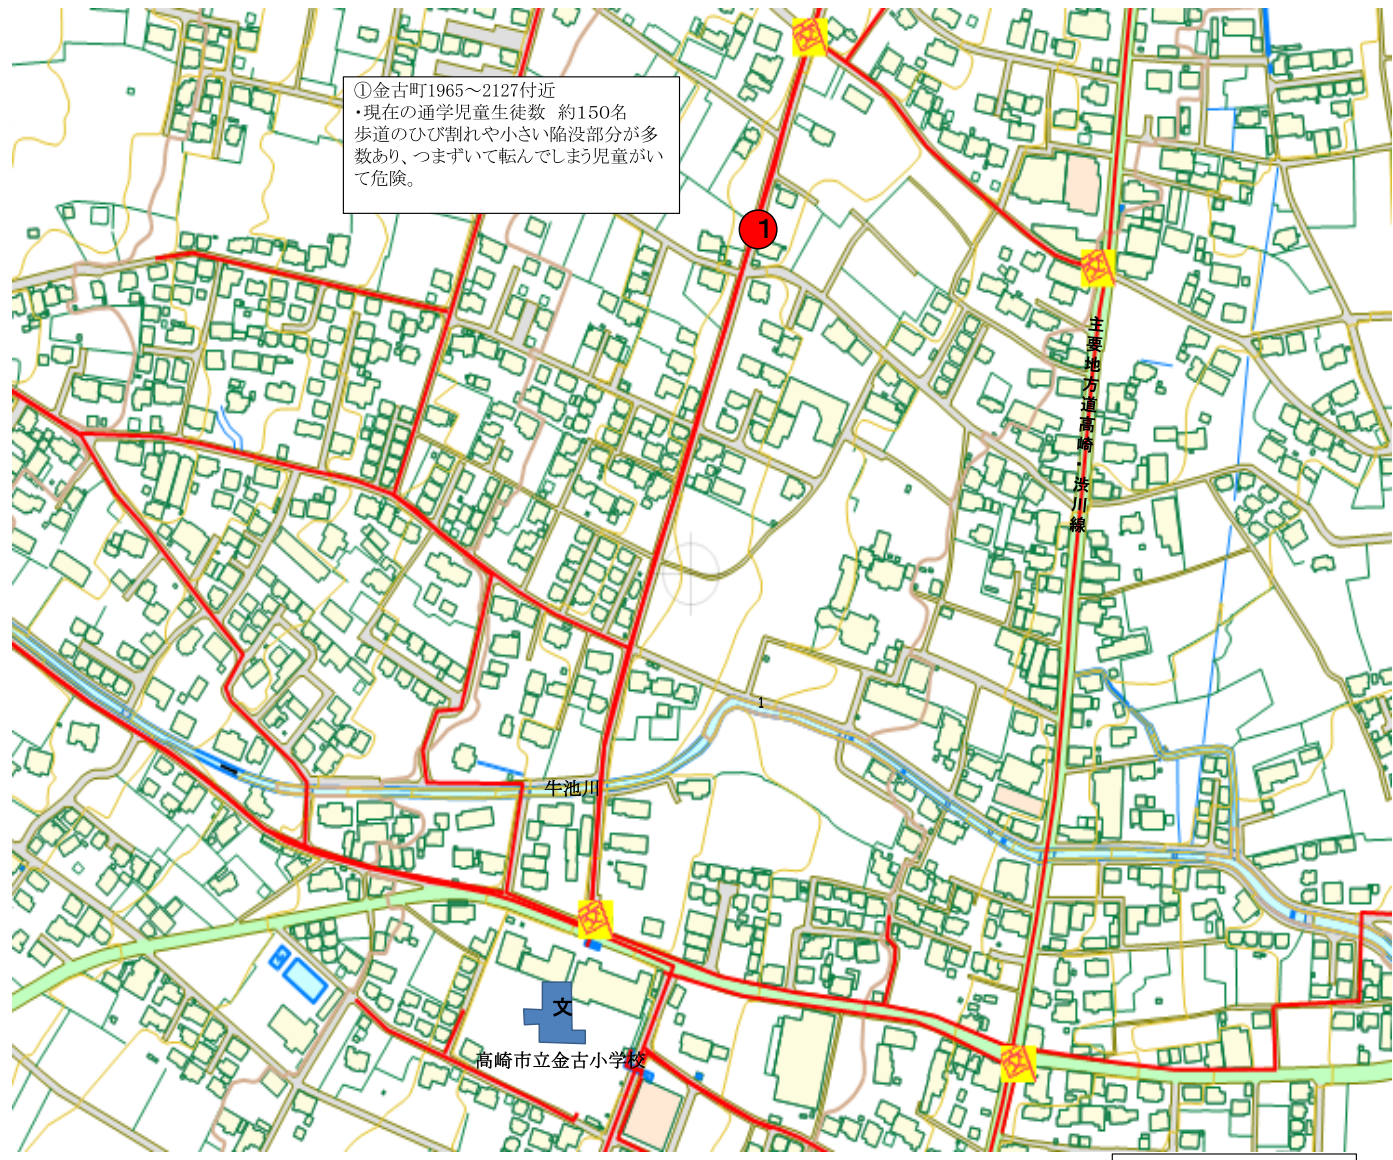 ①金古町1965～2127付近
・現在の通学児童生徒数　約150名
歩道のひび割れや小さい陥没部分が多
数あり、つまずいて転んでしまう児童がい
て危険。
1
主要地方道高崎・渋川線
1
牛池川
文
高崎市立金古小学校